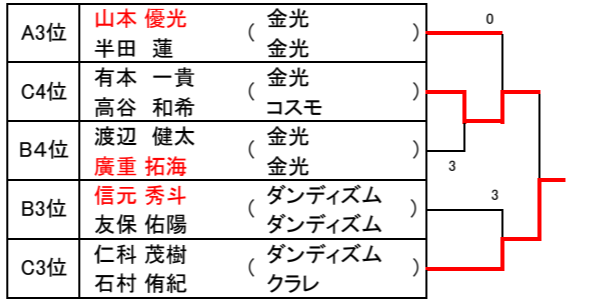 A3位 山本 優光 ( 金光 ) 0
半田 蓮 金光
C4位 有本 一貴 ( 金光 )
高谷 和希 コスモ
B4位 渡辺 健太 ( 金光 )
廣重 拓海 金光 3
B3位 信元 秀斗 ( ダンディズム ) 3
友保 佑陽 ダンディズム
C3位 仁科 茂樹 ( ダンディズム )
石村 侑紀 クラレ